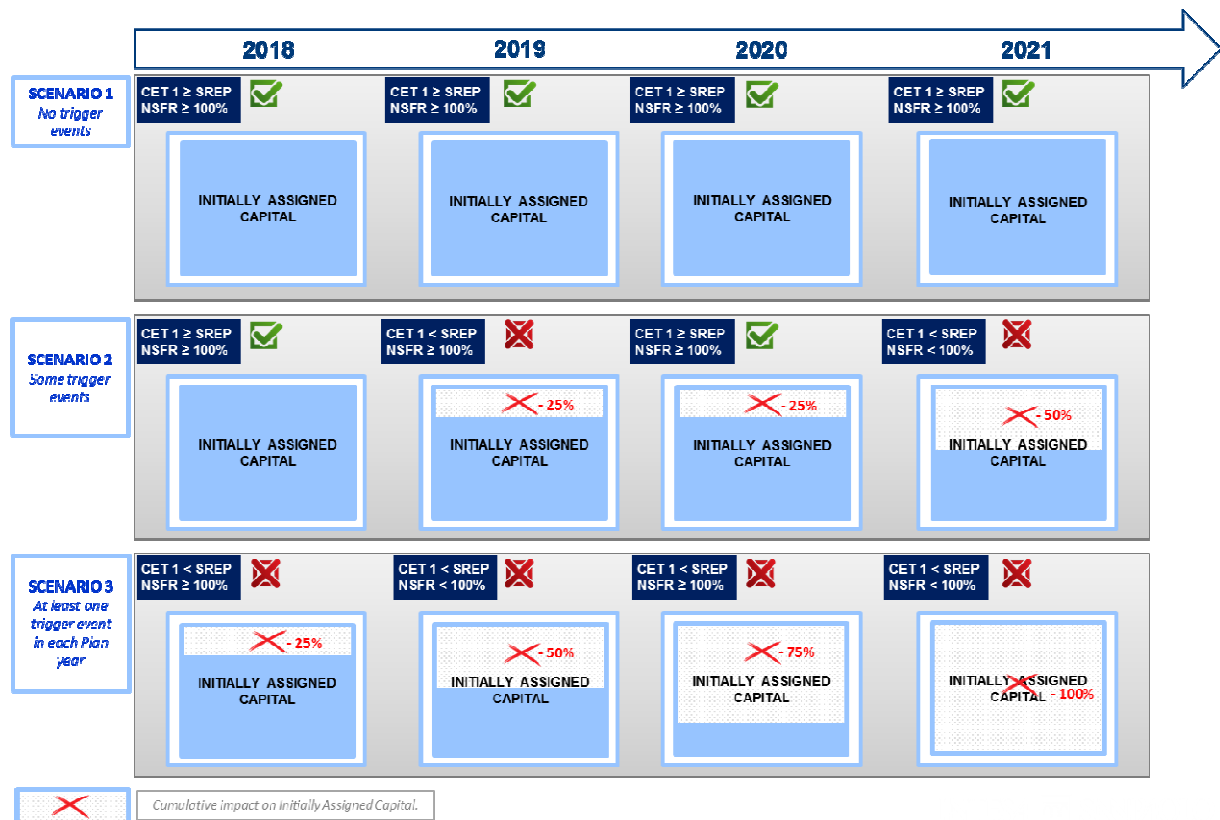 2018 2019 2020 2021
SCENARIO 1
No trigger
events
CET 1 ≥ SREP
NSFR ≥ 100%
CET 1 ≥ SREP
NSFR ≥ 100%
CET 1 ≥ SREP
NSFR ≥ 100%
CET 1 ≥ SREP
NSFR ≥ 100%
INITIALLY ASSIGNED
CAPITAL
INITIALLY ASSIGNED
CAPITAL
INITIALLY ASSIGNED
CAPITAL
INITIALLY ASSIGNED
CAPITAL
SCENARIO 2
Some trigger
events
CET 1 ≥ SREP
NSFR ≥ 100%
CET 1 < SREP
NSFR ≥ 100%
CET 1 ≥ SREP
NSFR ≥ 100%
CET 1 < SREP
NSFR < 100%
INITIALLY ASSIGNED
CAPITAL
- 25%
INITIALLY ASSIGNED
CAPITAL
- 25%
INITIALLY ASSIGNED
CAPITAL
- 50%
INITIALLY ASSIGNED
CAPITAL
SCENARIO 3
At least one
trigger event
in each Plan
year
CET 1 < SREP
NSFR ≥ 100%
CET 1 < SREP
NSFR < 100%
CET 1 < SREP
NSFR ≥ 100%
CET 1 < SREP
NSFR < 100%
- 25%
INITIALLY ASSIGNED
CAPITAL
- 50%
INITIALLY ASSIGNED
CAPITAL
- 75%
INITIALLY ASSIGNED
CAPITAL
INITIALLY ASSIGNED
CAPITAL - 100%
Cumulative impact on Initially Assigned Capital.